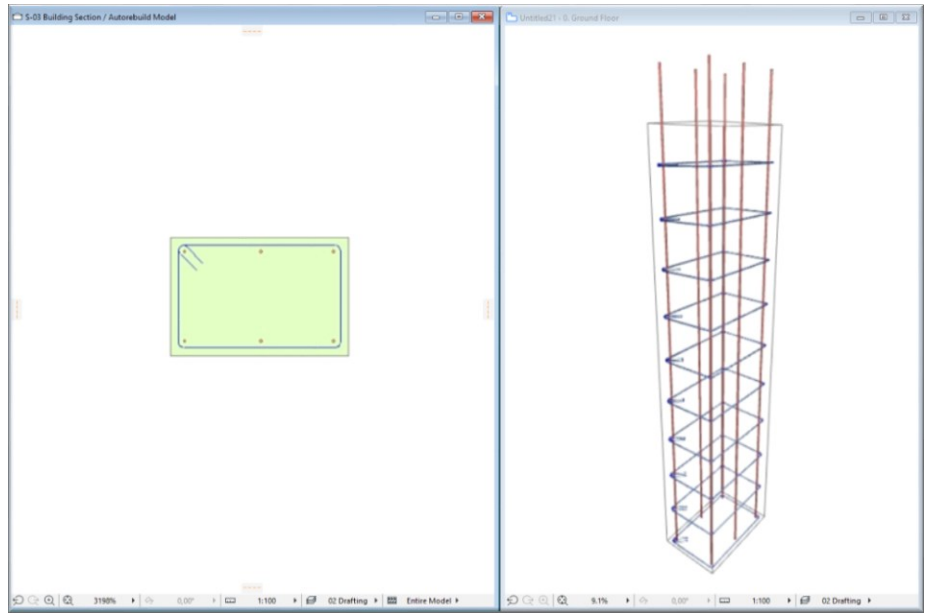 S-03 Building Section / Autorebuild Model
Untitled21 - 0. Ground Floor
3198%
0,00°
1:100
02 Drafting
Entire Model
9.1%
0,00°
1:100
02 Drafting